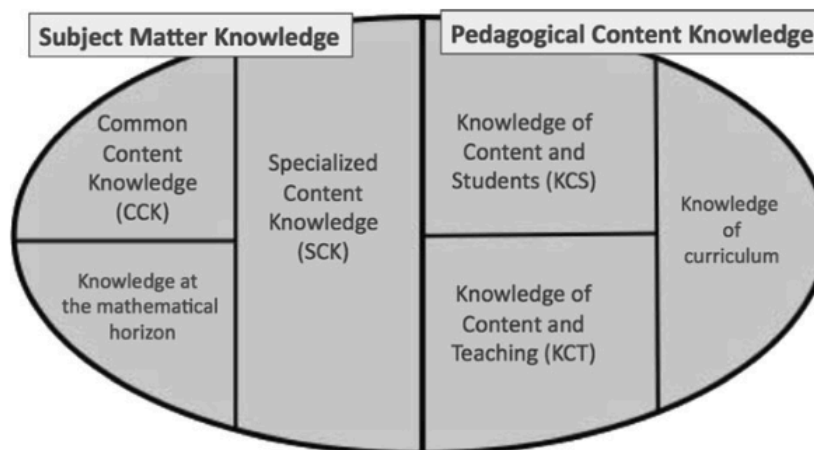 Subject Matter Knowledge
Pedagogical Content Knowledge
Common
Content
Knowledge
(CCK)
Knowledge at
the mathematical
horizon
Specialized
Content
Knowledge
(SCK)
Knowledge of
Content and
Students (KCS)
Knowledge of
Content and
Teaching (KCT)
Knowledge
of
curriculum